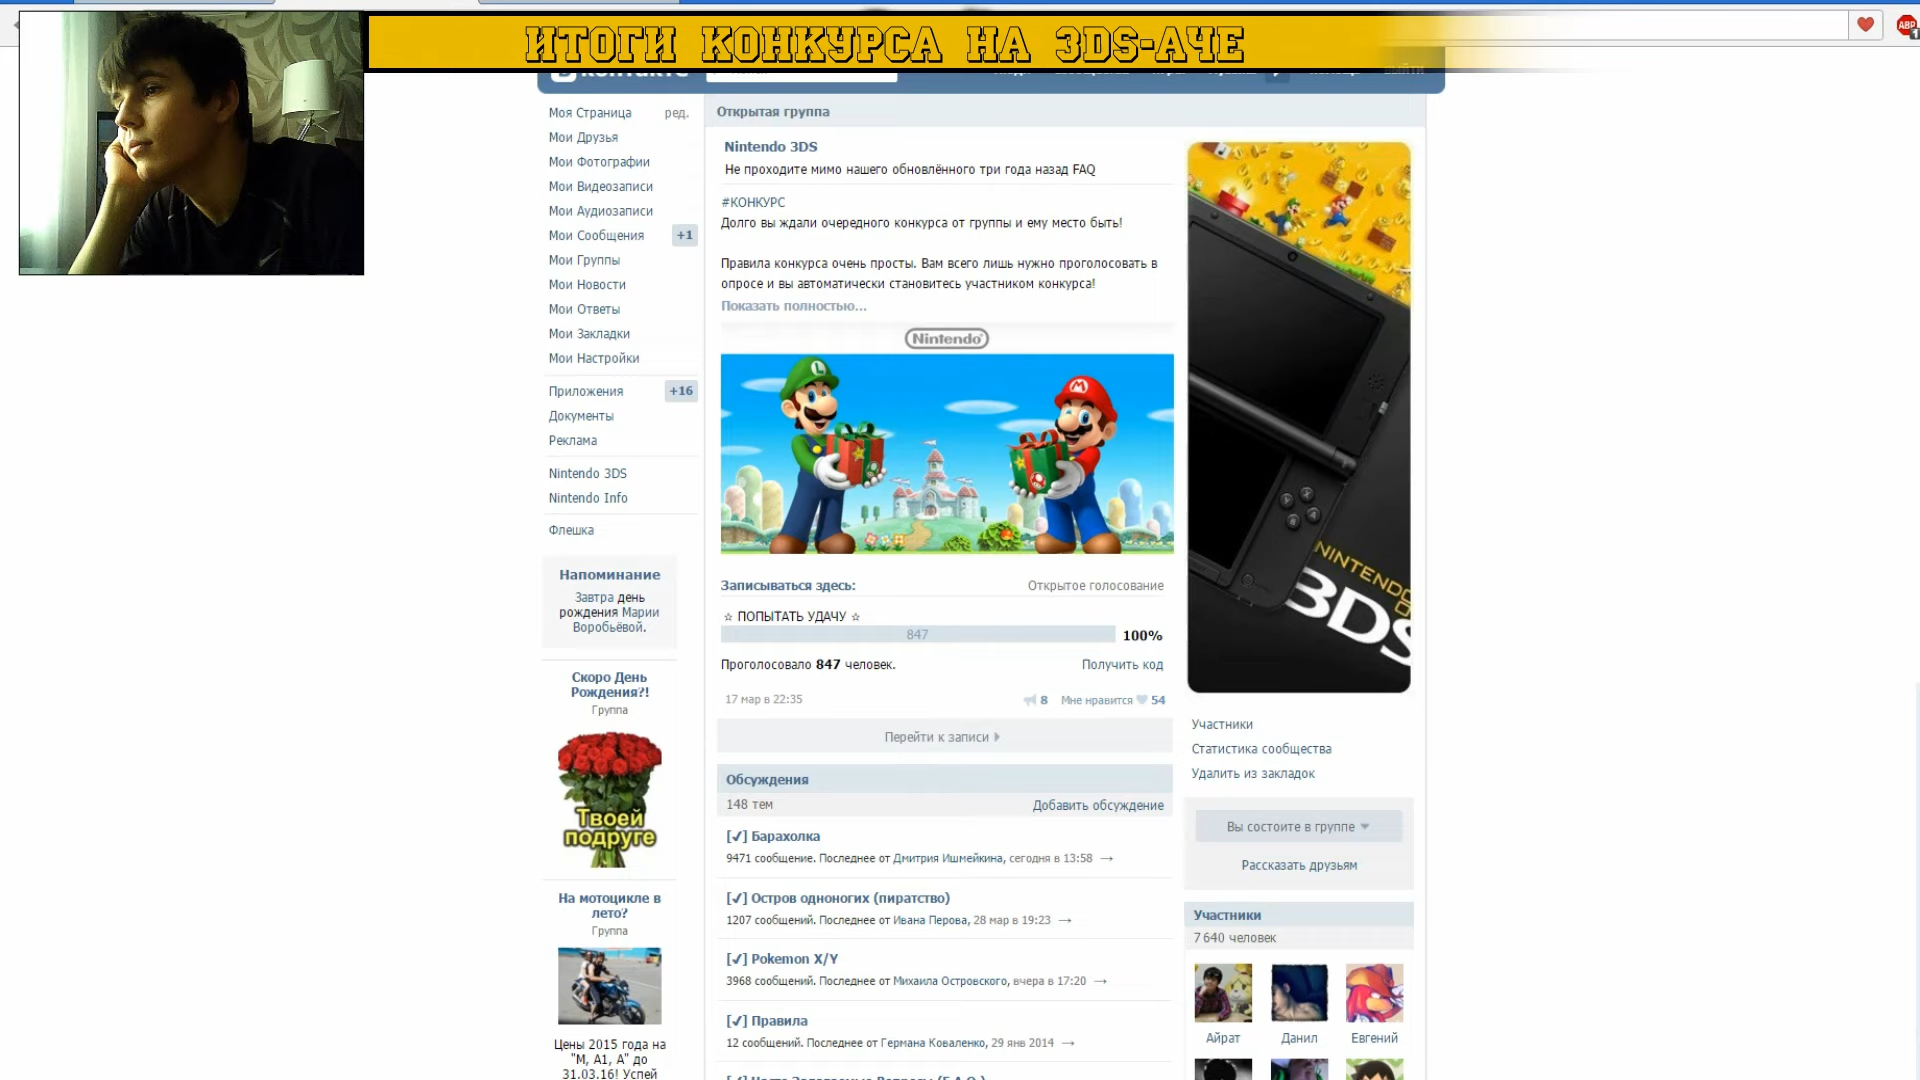 ИТОГИ КОНКУРСА НА 3DS-АЧЕ
ABP
1
Моя Страница ред.
Мои Друзья
Мои Фотографии
Мои Видеозаписи
Мои Аудиозаписи
Мои Сообщения +1
Мои Группы
Мои Новости
Мои Ответы
Мои Закладки
Мои Настройки
Приложения +16
Документы
Реклама
Nintendo 3DS
Nintendo Info
Флешка
Напоминание
Завтра день
рождения Марии
Воробьёвой.
Скоро День
Рождения?!
Группа
Твоей
подруге
На мотоцикле в
лето?
Группа
Цены 2015 года на
"М, А1, А" до
31.03.16! Успей
Открытая группа
Nintendo 3DS
Не проходите мимо нашего обновлённого три года назад FAQ
#КОНКУРС
Долго вы ждали очередного конкурса от группы и ему место быть!
Правила конкурса очень просты. Вам всего лишь нужно проголосовать в
опросе и вы автоматически становитесь участником конкурса!
Показать полностью...
Nintendo
L
M
Записываться здесь: Открытое голосование
☆ ПОПЫТАТЬ УДАЧУ ☆
847 100%
Проголосовало 847 человек. Получить код
17 мар в 22:35 8 Мне нравится 54
Перейти к записи
Обсуждения
148 тем Добавить обсуждение
[✓] Барахолка
9471 сообщение. Последнее от Дмитрия Ишмейкина, сегодня в 13:58 →
[✓] Остров одноногих (пиратство)
1207 сообщений. Последнее от Ивана Перова, 28 мар в 19:23 →
[✓] Pokemon X/Y
3968 сообщений. Последнее от Михаила Островского, вчера в 17:20 →
[✓] Правила
12 сообщений. Последнее от Германа Коваленко, 29 янв 2014 →
NINTENDO
3DS
Участники
Статистика сообщества
Удалить из закладок
Вы состоите в группе
Рассказать друзьям
Участники
7 640 человек
Айрат Данил Евгений